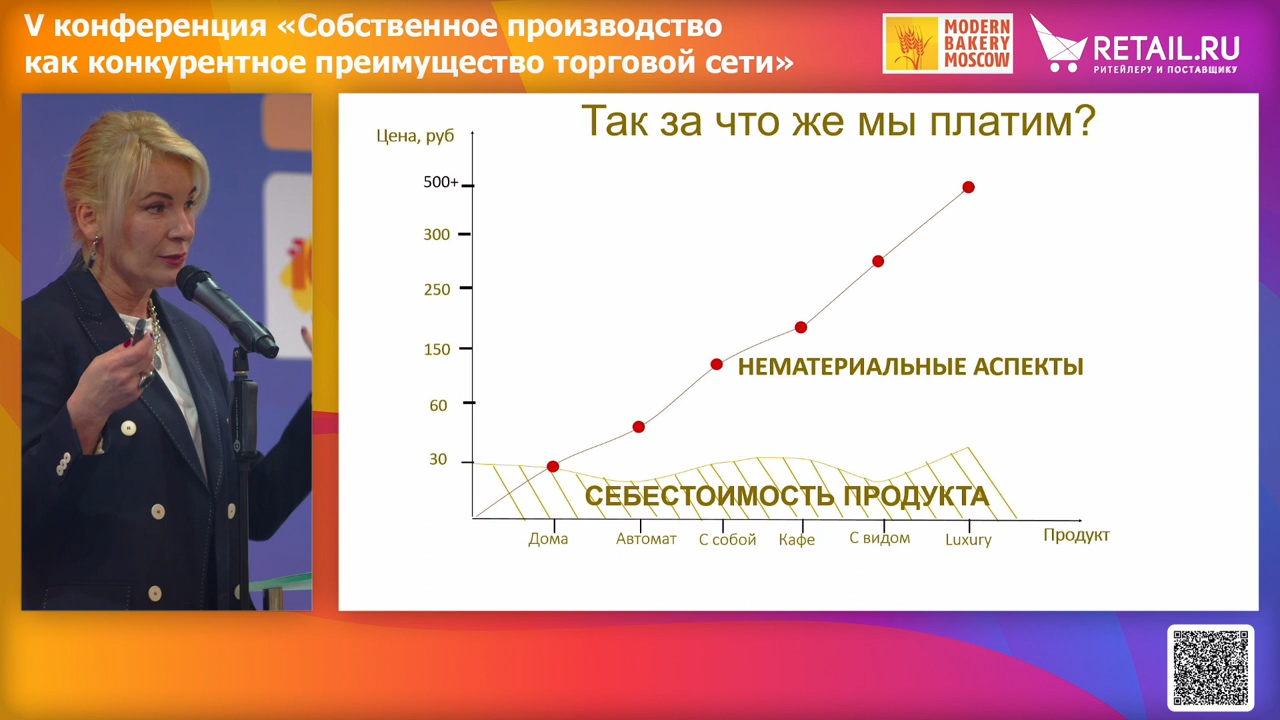 V конференция «Собственное производство
как конкурентное преимущество торговой сети»
MODERN
BAKERY
MOSCOW
RETAIL.RU
РИТЕЙЛЕРУ И ПОСТАВЩИКУ
Так за что же мы платим?
Цена, руб
500+
300
250
150
60
30
НЕМАТЕРИАЛЬНЫЕ АСПЕКТЫ
СЕБЕСТОИМОСТЬ ПРОДУКТА
Дома Автомат С собой Кафе С видом Luxury
Продукт